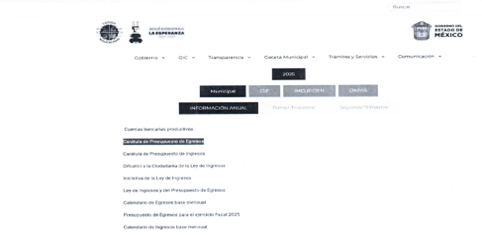 Buscar
LA ESPERANZA
GOBIERNO DEL
ESTADO DE
MÉXICO
Gobierno OIC Transparencia Gaceta Municipal Trámites y Servicios Comunicación
2025
Municipal DIF IMCUFIDEN
INFORMACIÓN ANUAL Primer Trimestre Segundo Trimestre
Cuentas bancarias productivas
Carátula de Presupuesto de Egresos
Carátula de Presupuesto de Ingresos
Difusión a la Ciudadanía de la Ley de Ingresos
Iniciativa de la Ley de Ingresos
Ley de Ingresos y del Presupuesto de Egresos
Calendario de Egresos base mensual
Presupuesto de Egresos para el ejercicio fiscal 2025
Calendario de Ingresos base mensual